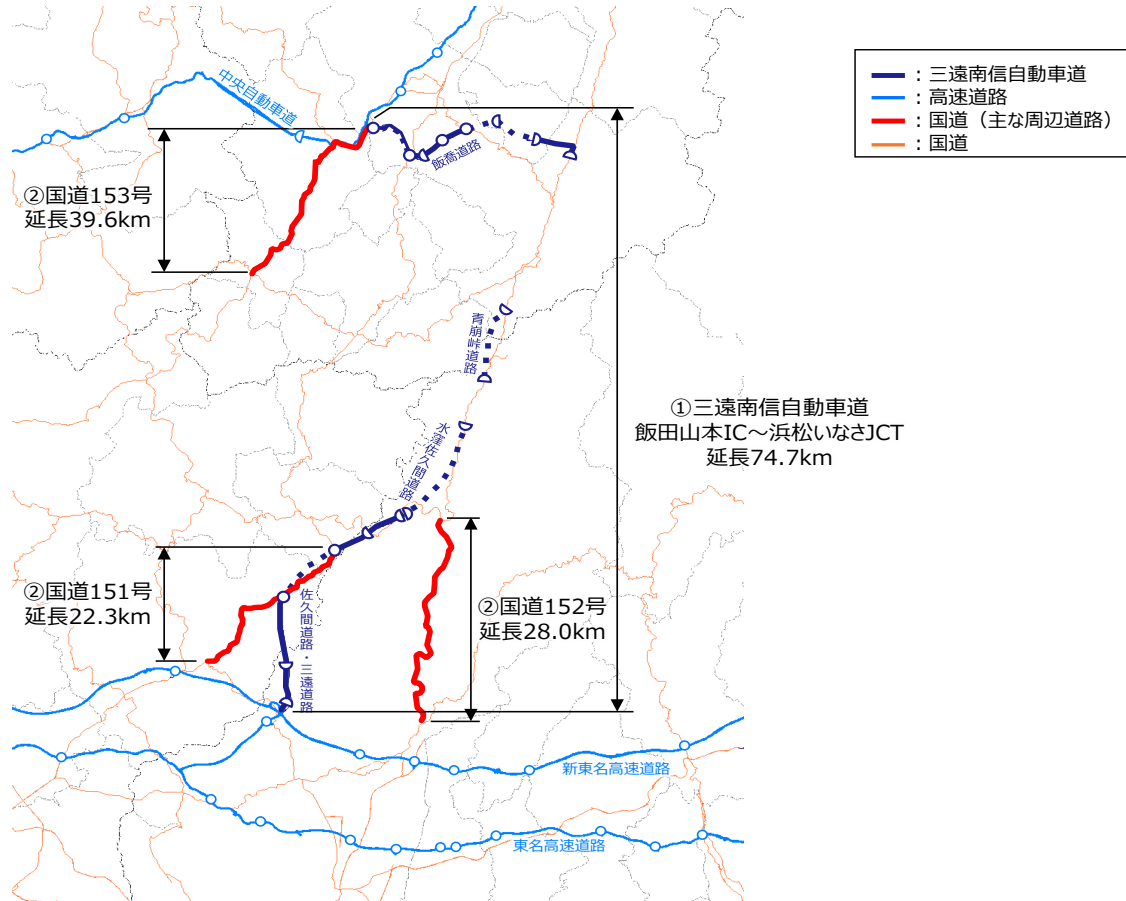 ：三遠南信自動車道
：高速道路
：国道（主な周辺道路）
：国道
中央自動車道
飯喬道路
②国道153号
延長39.6km
青崩峠道路
①三遠南信自動車道
飯田山本IC～浜松いなさJCT
延長74.7km
水窪佐久間道路
②国道151号
延長22.3km
②国道152号
延長28.0km
佐久間道路・三遠道路
新東名高速道路
東名高速道路